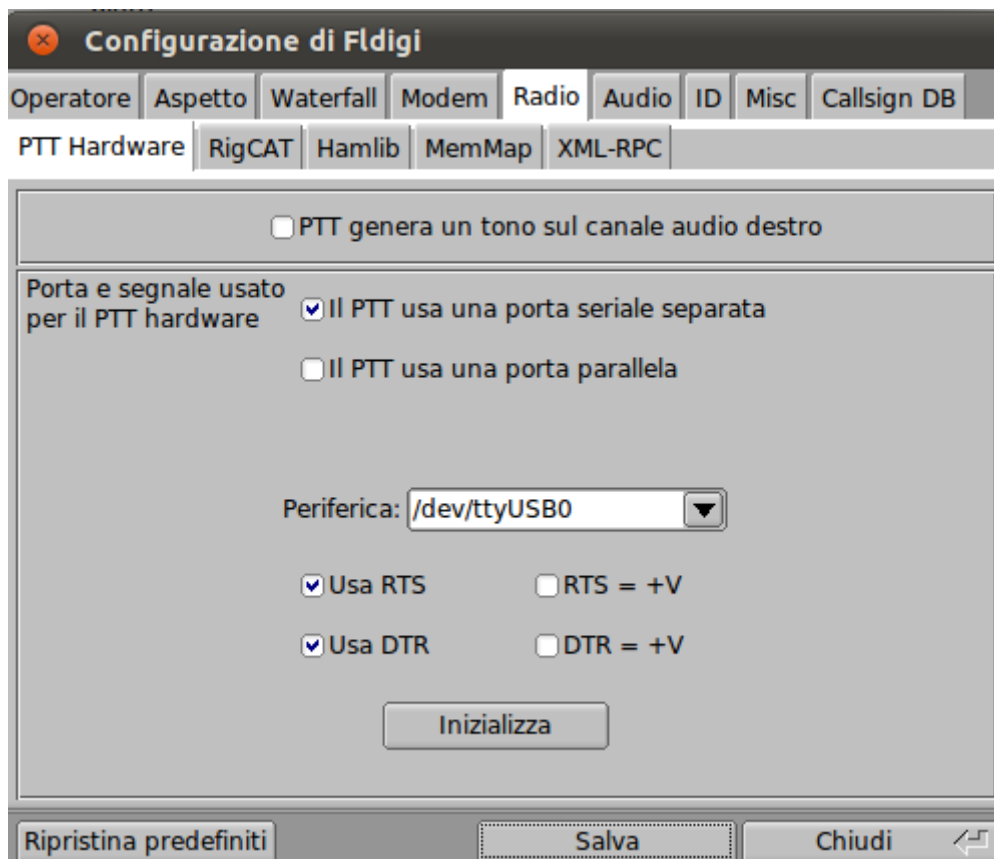 Configurazione di Fldigi
Operatore Aspetto Waterfall Modem Radio Audio ID Misc Callsign DB
PTT Hardware RigCAT Hamlib MemMap XML-RPC
PTT genera un tono sul canale audio destro
Porta e segnale usato
per il PTT hardware
Il PTT usa una porta seriale separata
Il PTT usa una porta parallela
Periferica: /dev/ttyUSB0
Usa RTS RTS = +V
Usa DTR DTR = +V
Inizializza
Ripristina predefiniti Salva Chiudi